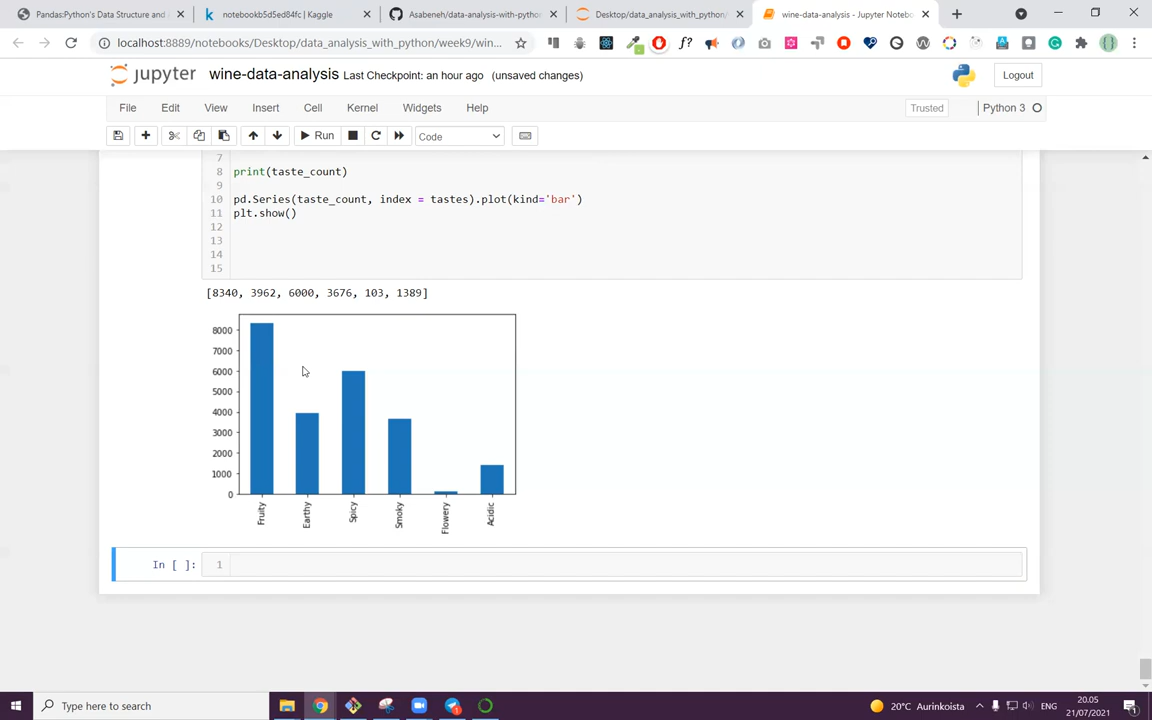 Pandas:Python's Data Structure and
notebookb5d5ed84fc | Kaggle
Asabeneh/data-analysis-with-python
Desktop/data_analysis_with_python/
wine-data-analysis - Jupyter Notebo
localhost:8889/notebooks/Desktop/data_analysis_with_python/week9/win...
jupyter wine-data-analysis Last Checkpoint: an hour ago (unsaved changes) Logout
File Edit View Insert Cell Kernel Widgets Help Trusted Python 3
Run Code
7
8 print(taste_count)
9
10 pd.Series(taste_count, index = tastes).plot(kind='bar')
11 plt.show()
12
13
14
15
[8340, 3962, 6000, 3676, 103, 1389]
8000
7000
6000
5000
4000
3000
2000
1000
0
Fruity Earthy Spicy Smoky Flowery Acidic
In [ ]: 1
Type here to search
20°C Aurinkoista
ENG
20.05
21/07/2021